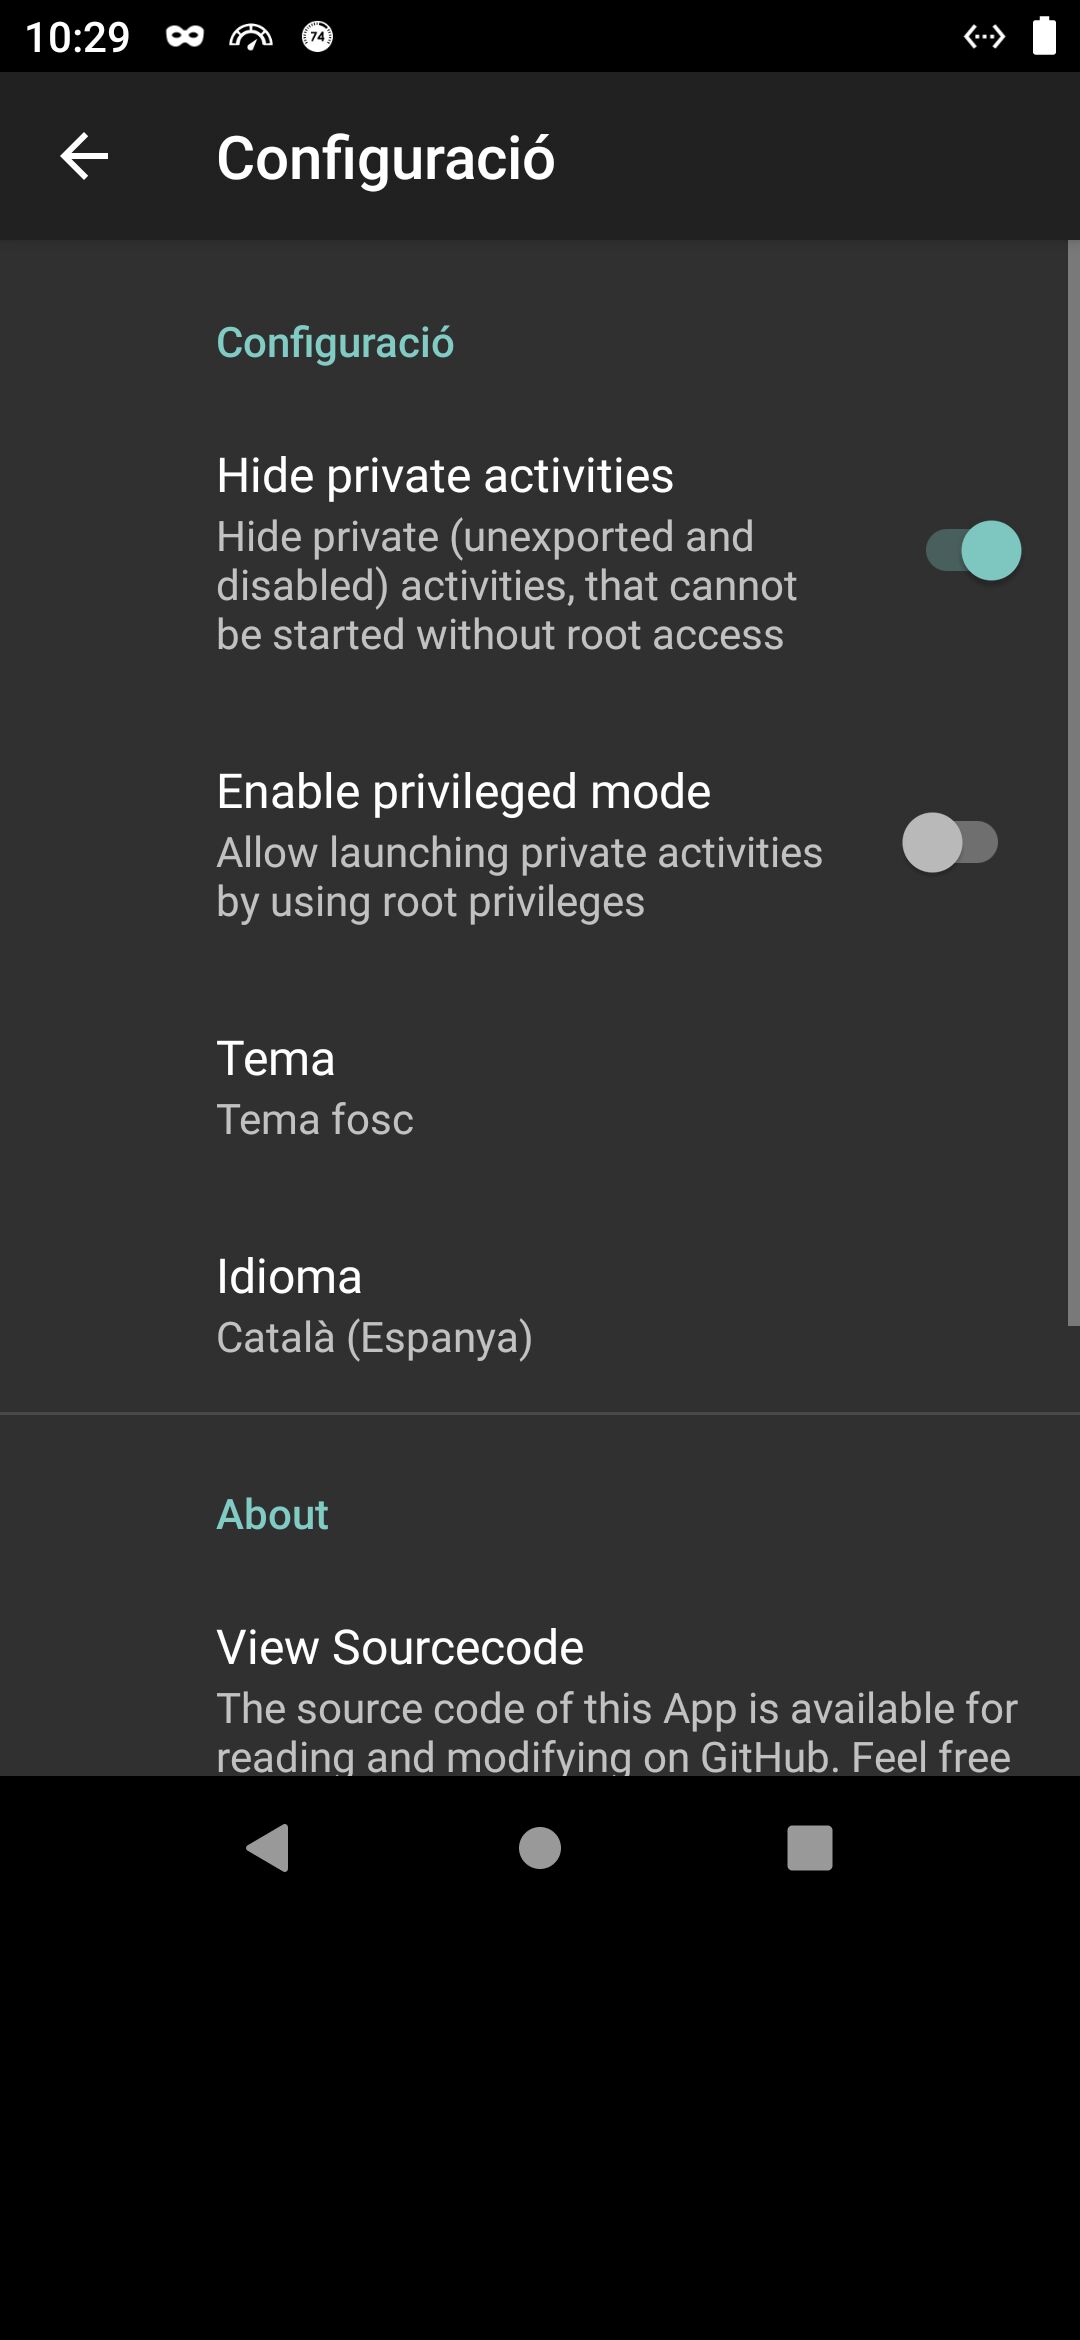 10:29
74
Configuració
Configuració
Hide private activities
Hide private (unexported and
disabled) activities, that cannot
be started without root access
Enable privileged mode
Allow launching private activities
by using root privileges
Tema
Tema fosc
Idioma
Català (Espanya)
About
View Sourcecode
The source code of this App is available for
reading and modifying on GitHub. Feel free